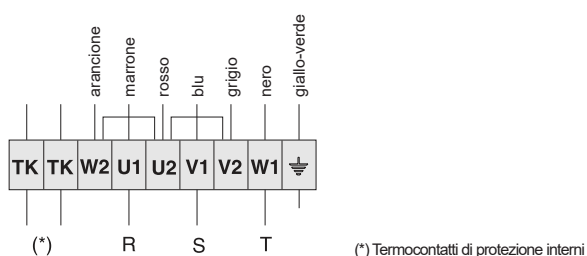 arancione
marrone
rosso
blu
grigio
nero
giallo-verde
TK TK W2 U1 U2 V1 V2 W1
(*) R S T
(*) Termocontatti di protezione interni